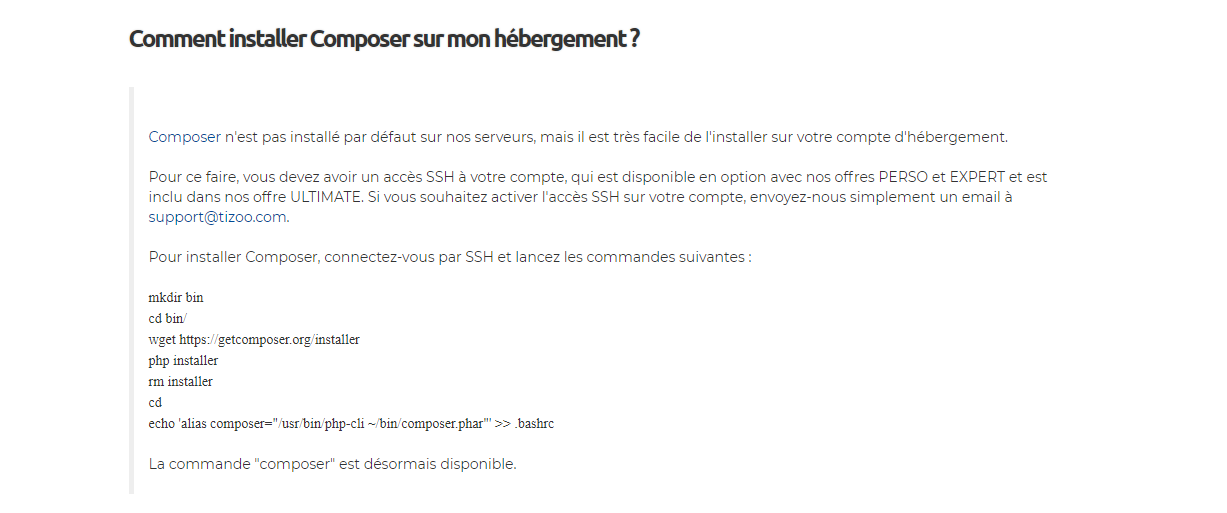 Comment installer Composer sur mon hébergement ?
Composer n'est pas installé par défaut sur nos serveurs, mais il est très facile de l'installer sur votre compte d'hébergement.
Pour ce faire, vous devez avoir un accès SSH à votre compte, qui est disponible en option avec nos offres PERSO et EXPERT et est
inclu dans nos offre ULTIMATE. Si vous souhaitez activer l'accès SSH sur votre compte, envoyez-nous simplement un email à
support@tizoo.com.
Pour installer Composer, connectez-vous par SSH et lancez les commandes suivantes :
mkdir bin
cd bin/
wget https://getcomposer.org/installer
php installer
rm installer
cd
echo 'alias composer="/usr/bin/php-cli ~/bin/composer.phar"' >> .bashrc
La commande "composer" est désormais disponible.